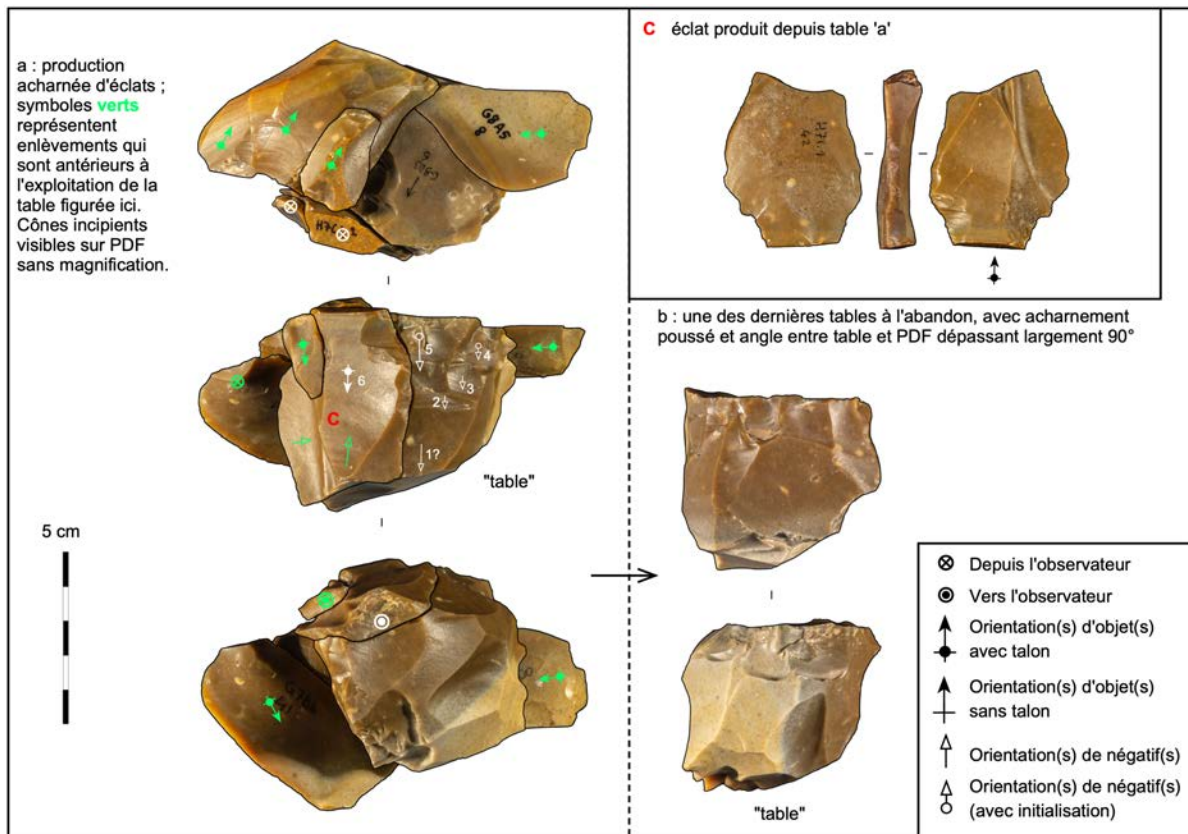 a : production
acharnée d'éclats ;
symboles verts
représentent
enlèvements qui
sont antérieurs à
l'exploitation de la
table figurée ici.
Cônes incipients
visibles sur PDF
sans magnification.
G8A5
8
5
4
3
2
6
C
1?
"table"
5 cm
C éclat produit depuis table 'a'
42
b : une des dernières tables à l'abandon, avec acharnement
poussé et angle entre table et PDF dépassant largement 90°
"table"
Depuis l'observateur
Vers l'observateur
Orientation(s) d'objet(s)
avec talon
Orientation(s) d'objet(s)
sans talon
Orientation(s) de négatif(s)
Orientation(s) de négatif(s)
(avec initialisation)